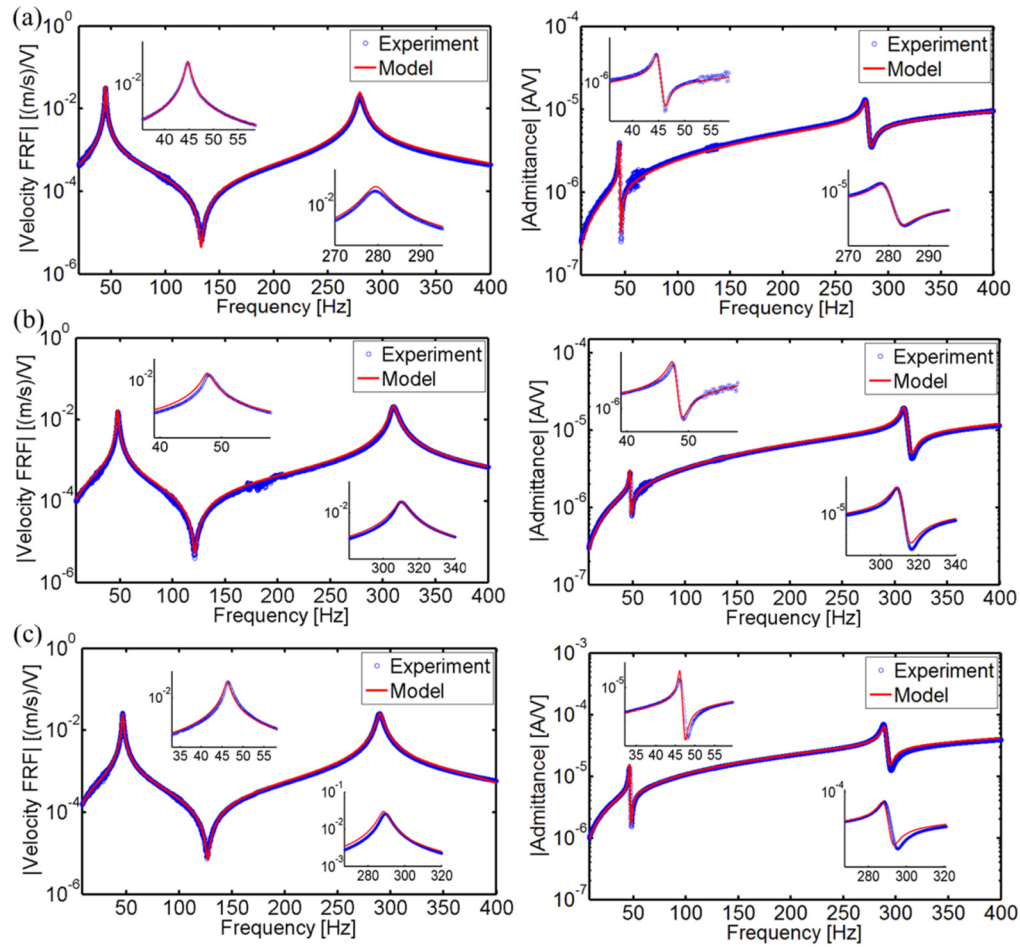 (a)
|Velocity FRF| [(m/s)/V]
10^0
10^-2
10^-4
10^-6
50 100 150 200 250 300 350 400
Frequency [Hz]
Experiment
Model
10^-2
40 45 50 55
10^-2
270 280 290
|Admittance| [A/V]
10^-4
10^-5
10^-6
10^-7
50 100 150 200 250 300 350 400
Frequency [Hz]
Experiment
Model
10^-6
40 45 50 55
10^-5
270 280 290
(b)
|Velocity FRF| [(m/s)/V]
10^0
10^-2
10^-4
10^-6
50 100 150 200 250 300 350 400
Frequency [Hz]
Experiment
Model
10^-2
40 50
10^-2
300 320 340
|Admittance| [A/V]
10^-4
10^-5
10^-6
10^-7
50 100 150 200 250 300 350 400
Frequency [Hz]
Experiment
Model
10^-6
40 50
10^-5
300 320 340
(c)
|Velocity FRF| [(m/s)/V]
10^0
10^-2
10^-4
10^-6
50 100 150 200 250 300 350 400
Frequency [Hz]
Experiment
Model
10^-2
35 40 45 50 55
10^-1
10^-2
10^-3
280 300 320
|Admittance| [A/V]
10^-3
10^-4
10^-5
10^-6
10^-7
50 100 150 200 250 300 350 400
Frequency [Hz]
Experiment
Model
10^-5
35 40 45 50 55
10^-4
280 300 320